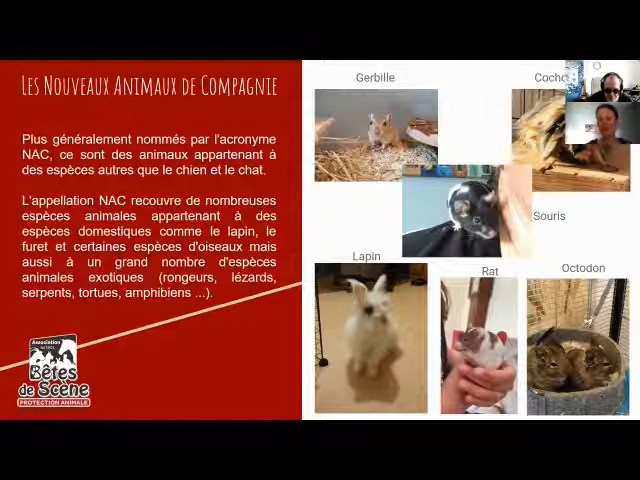 Les Nouveaux Animaux de Compagnie
Plus généralement nommés par l'acronyme
NAC, ce sont des animaux appartenant à
des espèces autres que le chien et le chat.
L'appellation NAC recouvre de nombreuses
espèces animales appartenant à des
espèces domestiques comme le lapin, le
furet et certaines espèces d'oiseaux mais
aussi à un grand nombre d'espèces
animales exotiques (rongeurs, lézards,
serpents, tortues, amphibiens ...).
Association
Bêtes
de Scène
PROTECTION ANIMALE
Gerbille
Coch
Souris
Lapin
Rat
Octodon